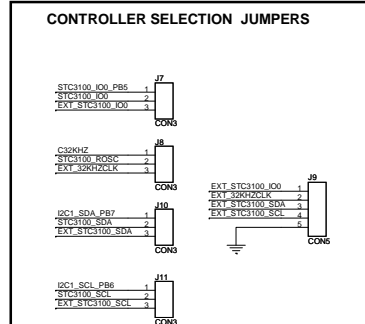 CONTROLLER SELECTION JUMPERS
J7
STC3100_IO0_PB5 1
STC3100_IO0 2
EXT_STC3100_IO0 3
CON3
J8
C32KHZ 1
STC3100_ROSC 2
EXT_32KHZCLK 3
CON3
J9
EXT_STC3100_IO0 1
EXT_32KHZCLK 2
EXT_STC3100_SDA 3
EXT_STC3100_SCL 4
5
CON5
J10
I2C1_SDA_PB7 1
STC3100_SDA 2
EXT_STC3100_SDA 3
CON3
J11
I2C1_SCL_PB6 1
STC3100_SCL 2
EXT_STC3100_SCL 3
CON3